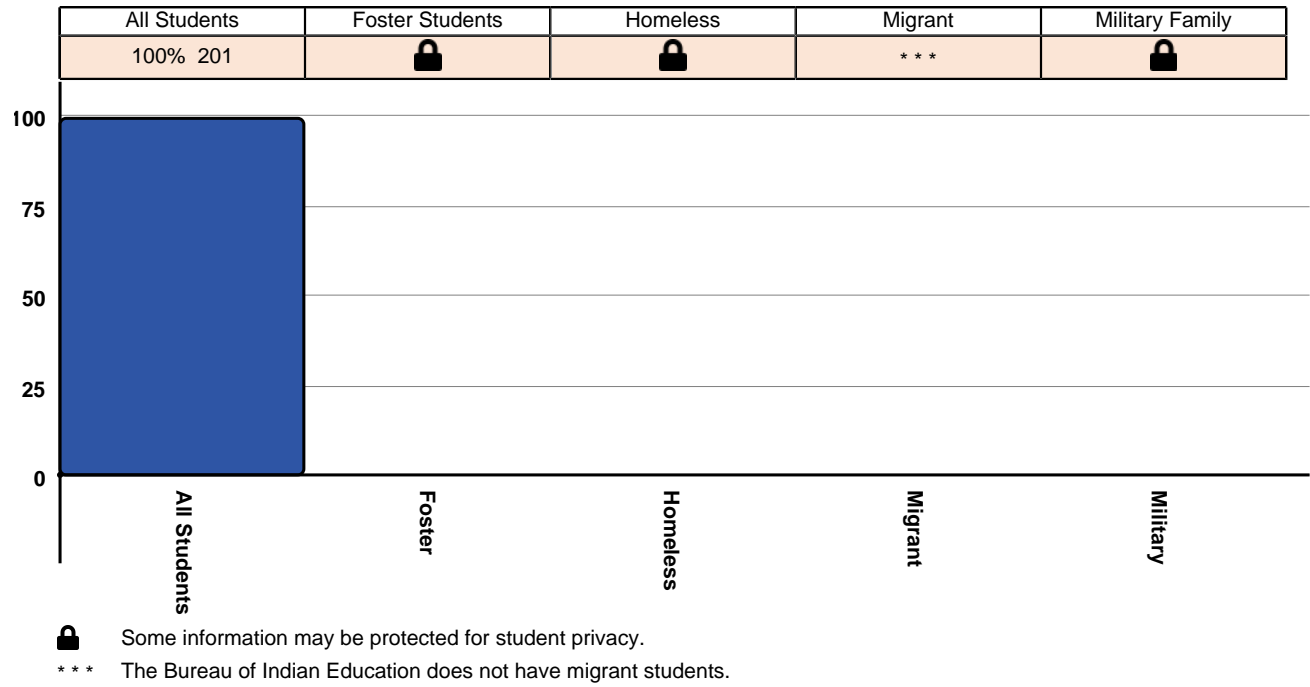 All Students Foster Students Homeless Migrant Military Family
100% 201 * * *
100
75
50
25
0
All Students
Foster
Homeless
Migrant
Military
Some information may be protected for student privacy.
* * * The Bureau of Indian Education does not have migrant students.